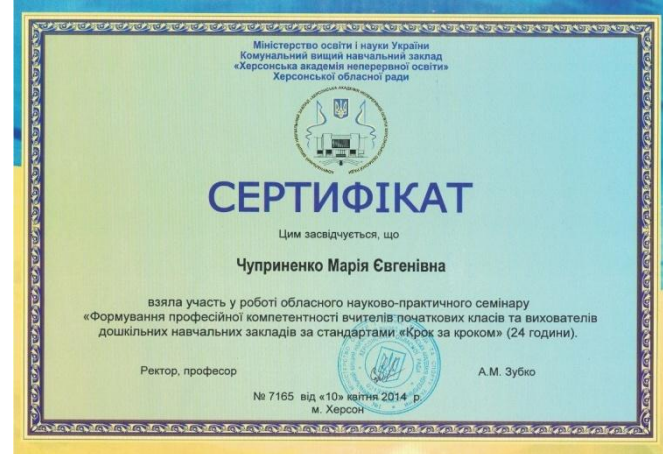 Міністерство освіти і науки України
Комунальний вищий навчальний заклад
«Херсонська академія неперервної освіти»
Херсонської обласної ради
СЕРТИФІКАТ
Цим засвідчується, що
Чуприненко Марія Євгенівна
взяла участь у роботі обласного науково-практичного семінару
«Формування професійної компетентності вчителів початкових класів та вихователів
дошкільних навчальних закладів за стандартами «Крок за кроком» (24 години).
Ректор, професор
А.М. Зубко
№ 7165 від «10» квітня 2014 р.
м. Херсон